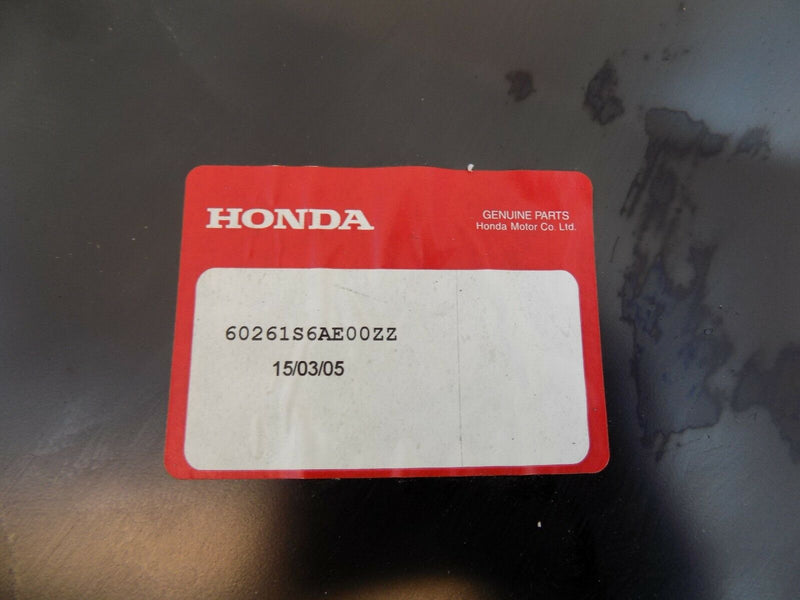 HONDA
GENUINE PARTS
Honda Motor Co. Ltd.
60261S6AE00ZZ
15/03/05